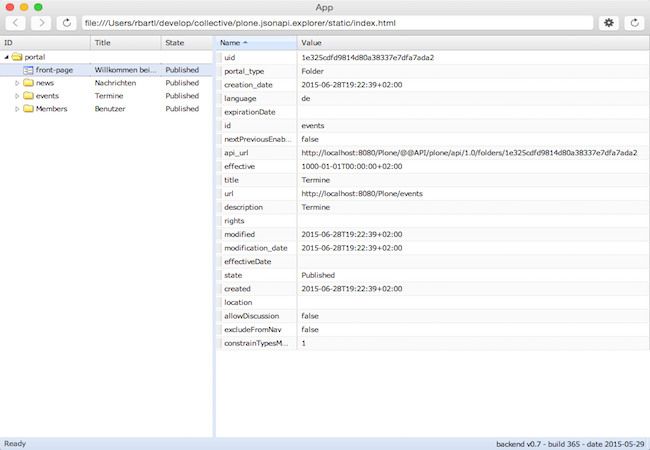 App
file:///Users/rbartl/develop/collective/plone.jsonapi.explorer/static/index.html
ID Title State
portal
front-page Willkommen bei... Published
news Nachrichten Published
events Termine Published
Members Benutzer Published
Name Value
uid 1e325cdfd9814d80a38337e7dfa7ada2
portal_type Folder
creation_date 2015-06-28T19:22:39+02:00
language de
expirationDate
id events
nextPreviousEnab... false
api_url http://localhost:8080/Plone/@@API/plone/api/1.0/folders/1e325cdfd9814d80a38337e7dfa7ada2
effective 1000-01-01T00:00:00+02:00
title Termine
url http://localhost:8080/Plone/events
description Termine
rights
modified 2015-06-28T19:22:39+02:00
modification_date 2015-06-28T19:22:39+02:00
effectiveDate
state Published
created 2015-06-28T19:22:39+02:00
location
allowDiscussion false
excludeFromNav false
constrainTypesM... 1
Ready backend v0.7 - build 365 - date 2015-05-29